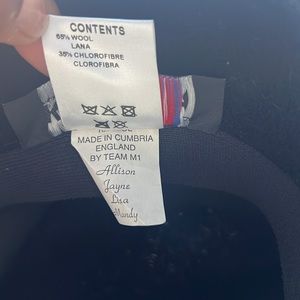 CONTENTS
65% WOOL
LANA
35% CHLOROFIBRE
CLOROFIBRA
MADE IN CUMBRIA
ENGLAND
BY TEAM M1
Allison
Jayne
Lisa
Mandy